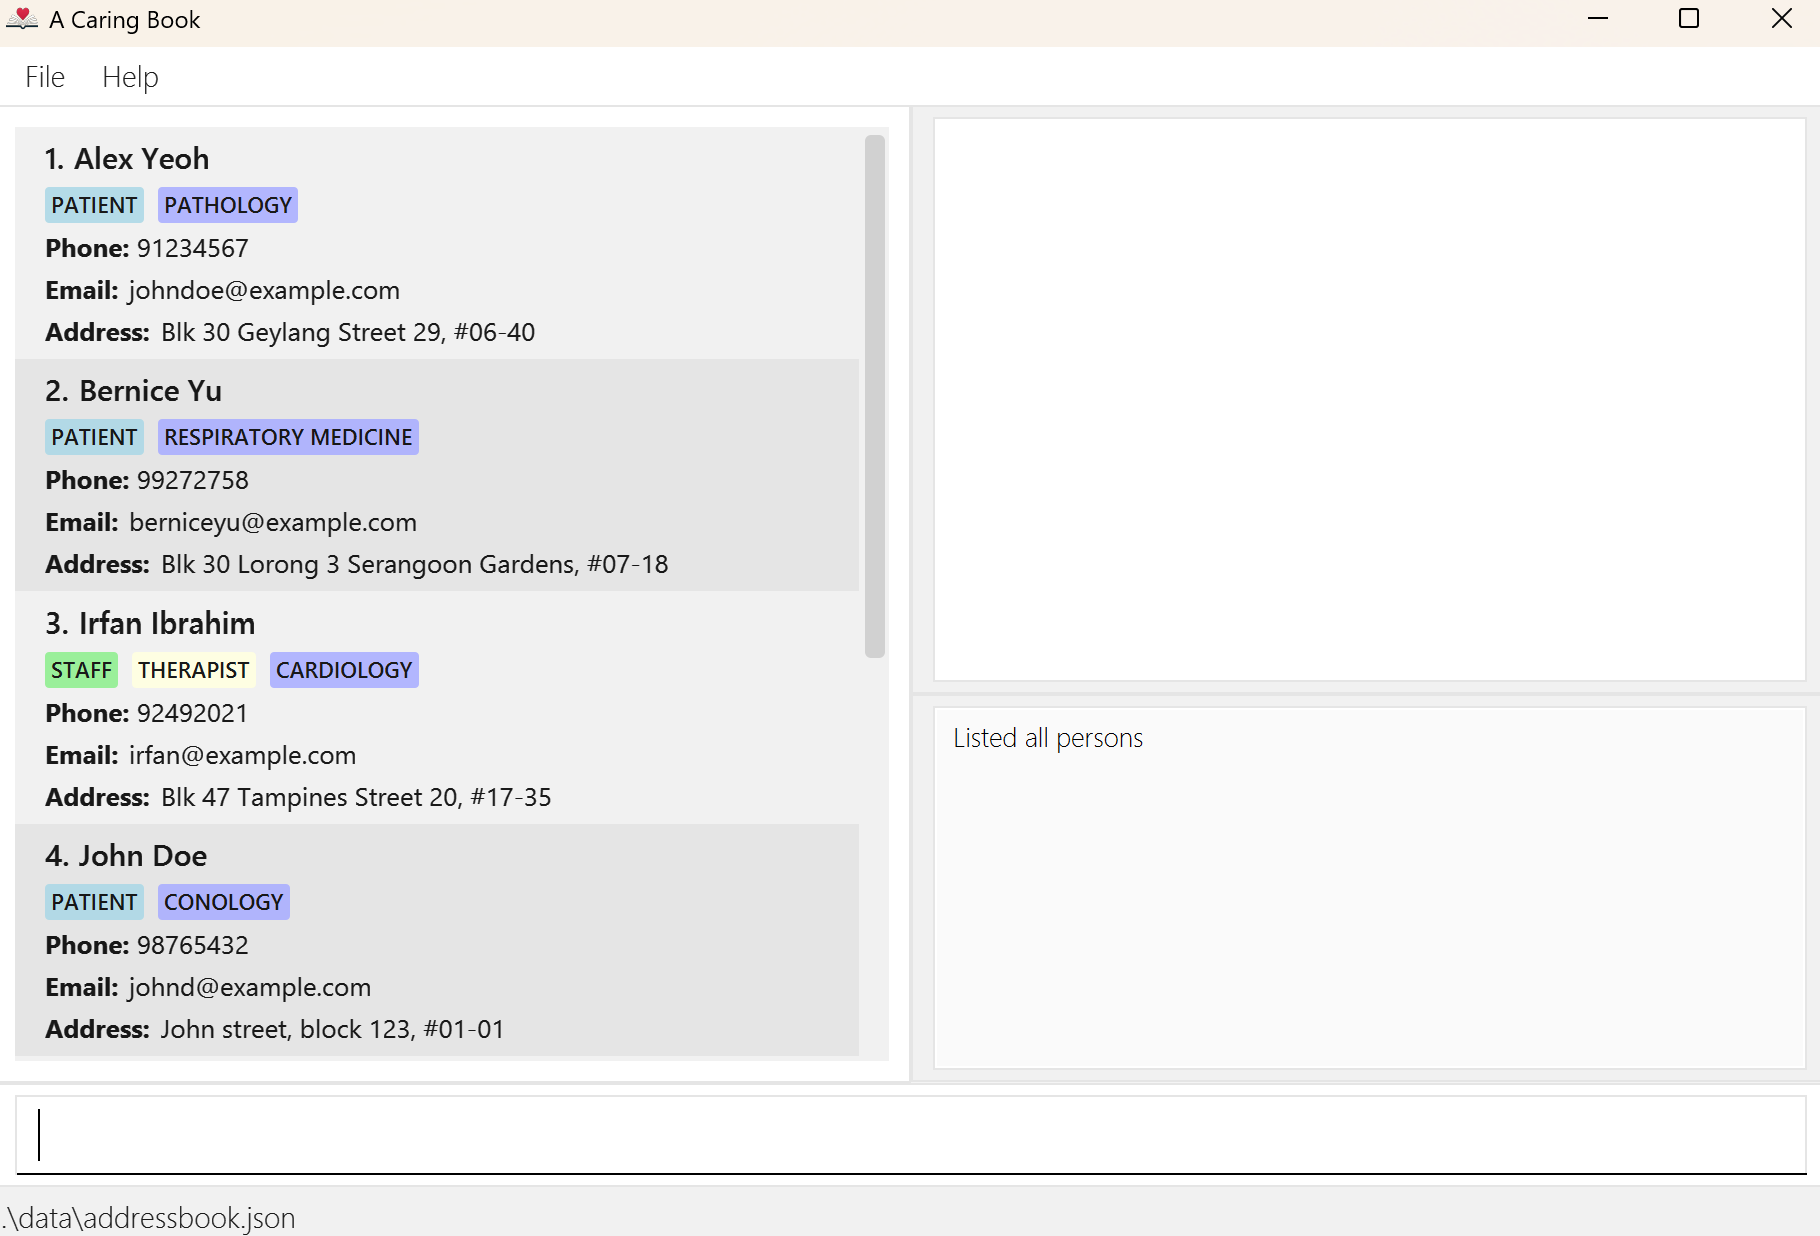 A Caring Book
File Help
1. Alex Yeoh
PATIENT PATHOLOGY
Phone: 91234567
Email: johndoe@example.com
Address: Blk 30 Geylang Street 29, #06-40
2. Bernice Yu
PATIENT RESPIRATORY MEDICINE
Phone: 99272758
Email: berniceyu@example.com
Address: Blk 30 Lorong 3 Serangoon Gardens, #07-18
3. Irfan Ibrahim
STAFF THERAPIST CARDIOLOGY
Phone: 92492021
Email: irfan@example.com
Address: Blk 47 Tampines Street 20, #17-35
4. John Doe
PATIENT CONOLOGY
Phone: 98765432
Email: johnd@example.com
Address: John street, block 123, #01-01
Listed all persons
.\data\addressbook.json